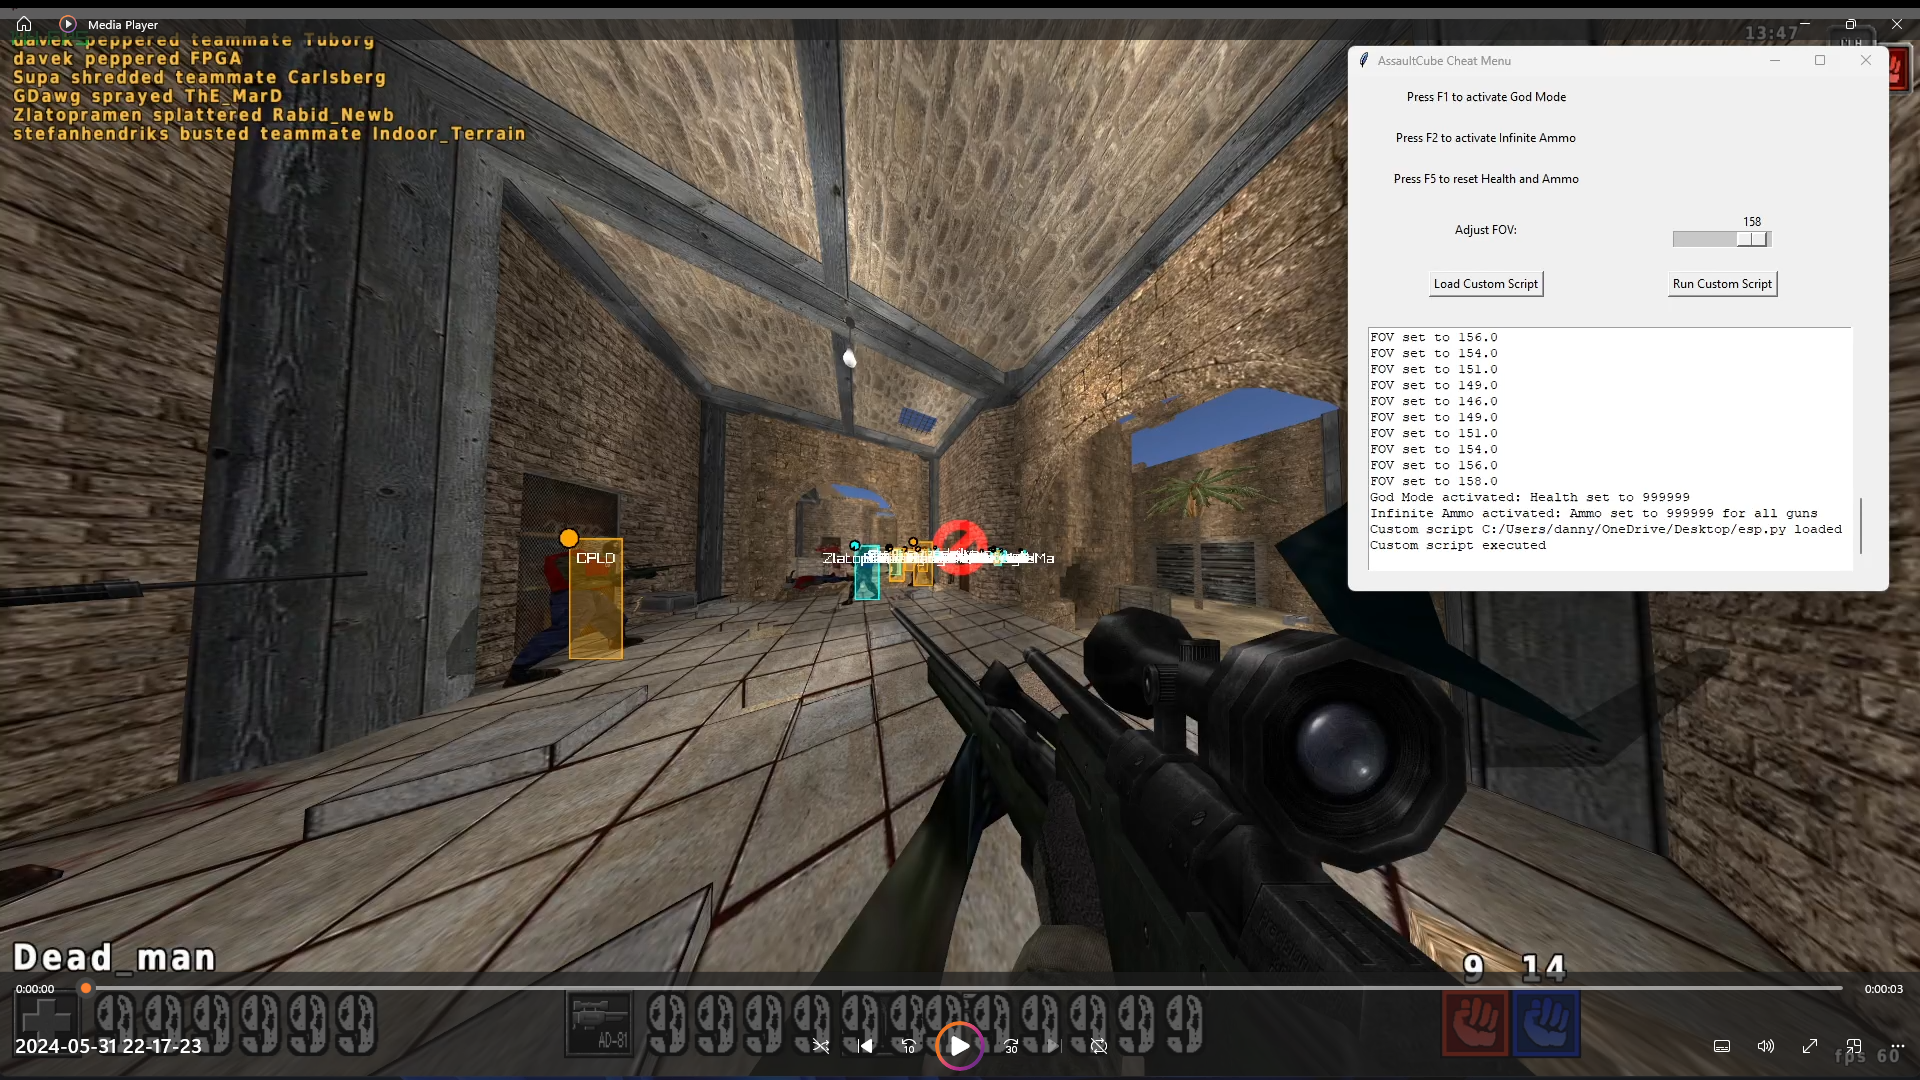 Media Player
davek peppered teammate Tuborg
davek peppered FPGA
Supa shredded teammate Carlsberg
GDawg sprayed ThE_MarD
Zlatopramen splattered Rabid_Newb
stefanhendriks busted teammate Indoor_Terrain
13:47
AssaultCube Cheat Menu
Press F1 to activate God Mode
Press F2 to activate Infinite Ammo
Press F5 to reset Health and Ammo
158
Adjust FOV:
Load Custom Script
Run Custom Script
FOV set to 156.0
FOV set to 154.0
FOV set to 151.0
FOV set to 149.0
FOV set to 146.0
FOV set to 149.0
FOV set to 151.0
FOV set to 154.0
FOV set to 156.0
FOV set to 158.0
God Mode activated: Health set to 999999
Infinite Ammo activated: Ammo set to 999999 for all guns
Custom script C:/Users/danny/OneDrive/Desktop/esp.py loaded
Custom script executed
CPLD
Dead_man
9 14
0:00:00
0:00:03
AD-81
2024-05-31 22-17-23
10
30
fps 60